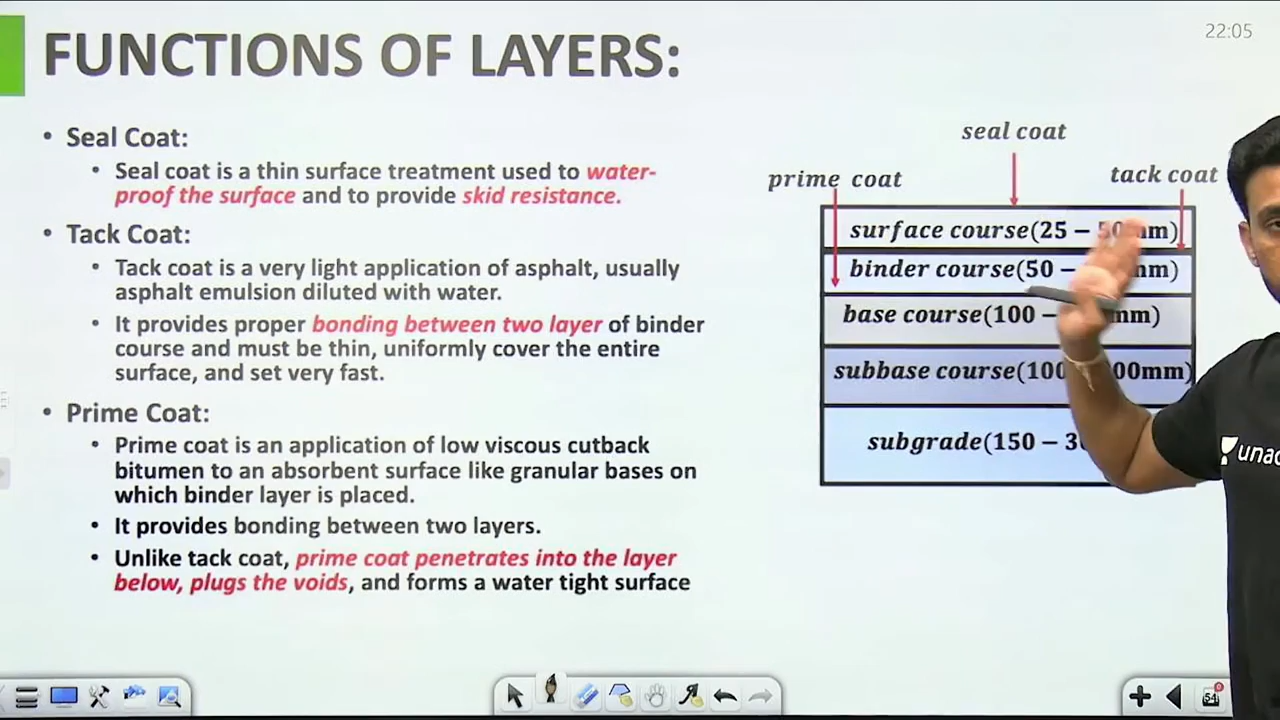 FUNCTIONS OF LAYERS:
22:05
• Seal Coat:
• Seal coat is a thin surface treatment used to water-
proof the surface and to provide skid resistance.
• Tack Coat:
• Tack coat is a very light application of asphalt, usually
asphalt emulsion diluted with water.
• It provides proper bonding between two layer of binder
course and must be thin, uniformly cover the entire
surface, and set very fast.
• Prime Coat:
• Prime coat is an application of low viscous cutback
bitumen to an absorbent surface like granular bases on
which binder layer is placed.
• It provides bonding between two layers.
• Unlike tack coat, prime coat penetrates into the layer
below, plugs the voids, and forms a water tight surface
seal coat
prime coat
tack coat
surface course(25 – 50mm)
binder course(50 – mm)
base course(100 – mm)
subbase course(100 00mm)
subgrade(150 – 3
54